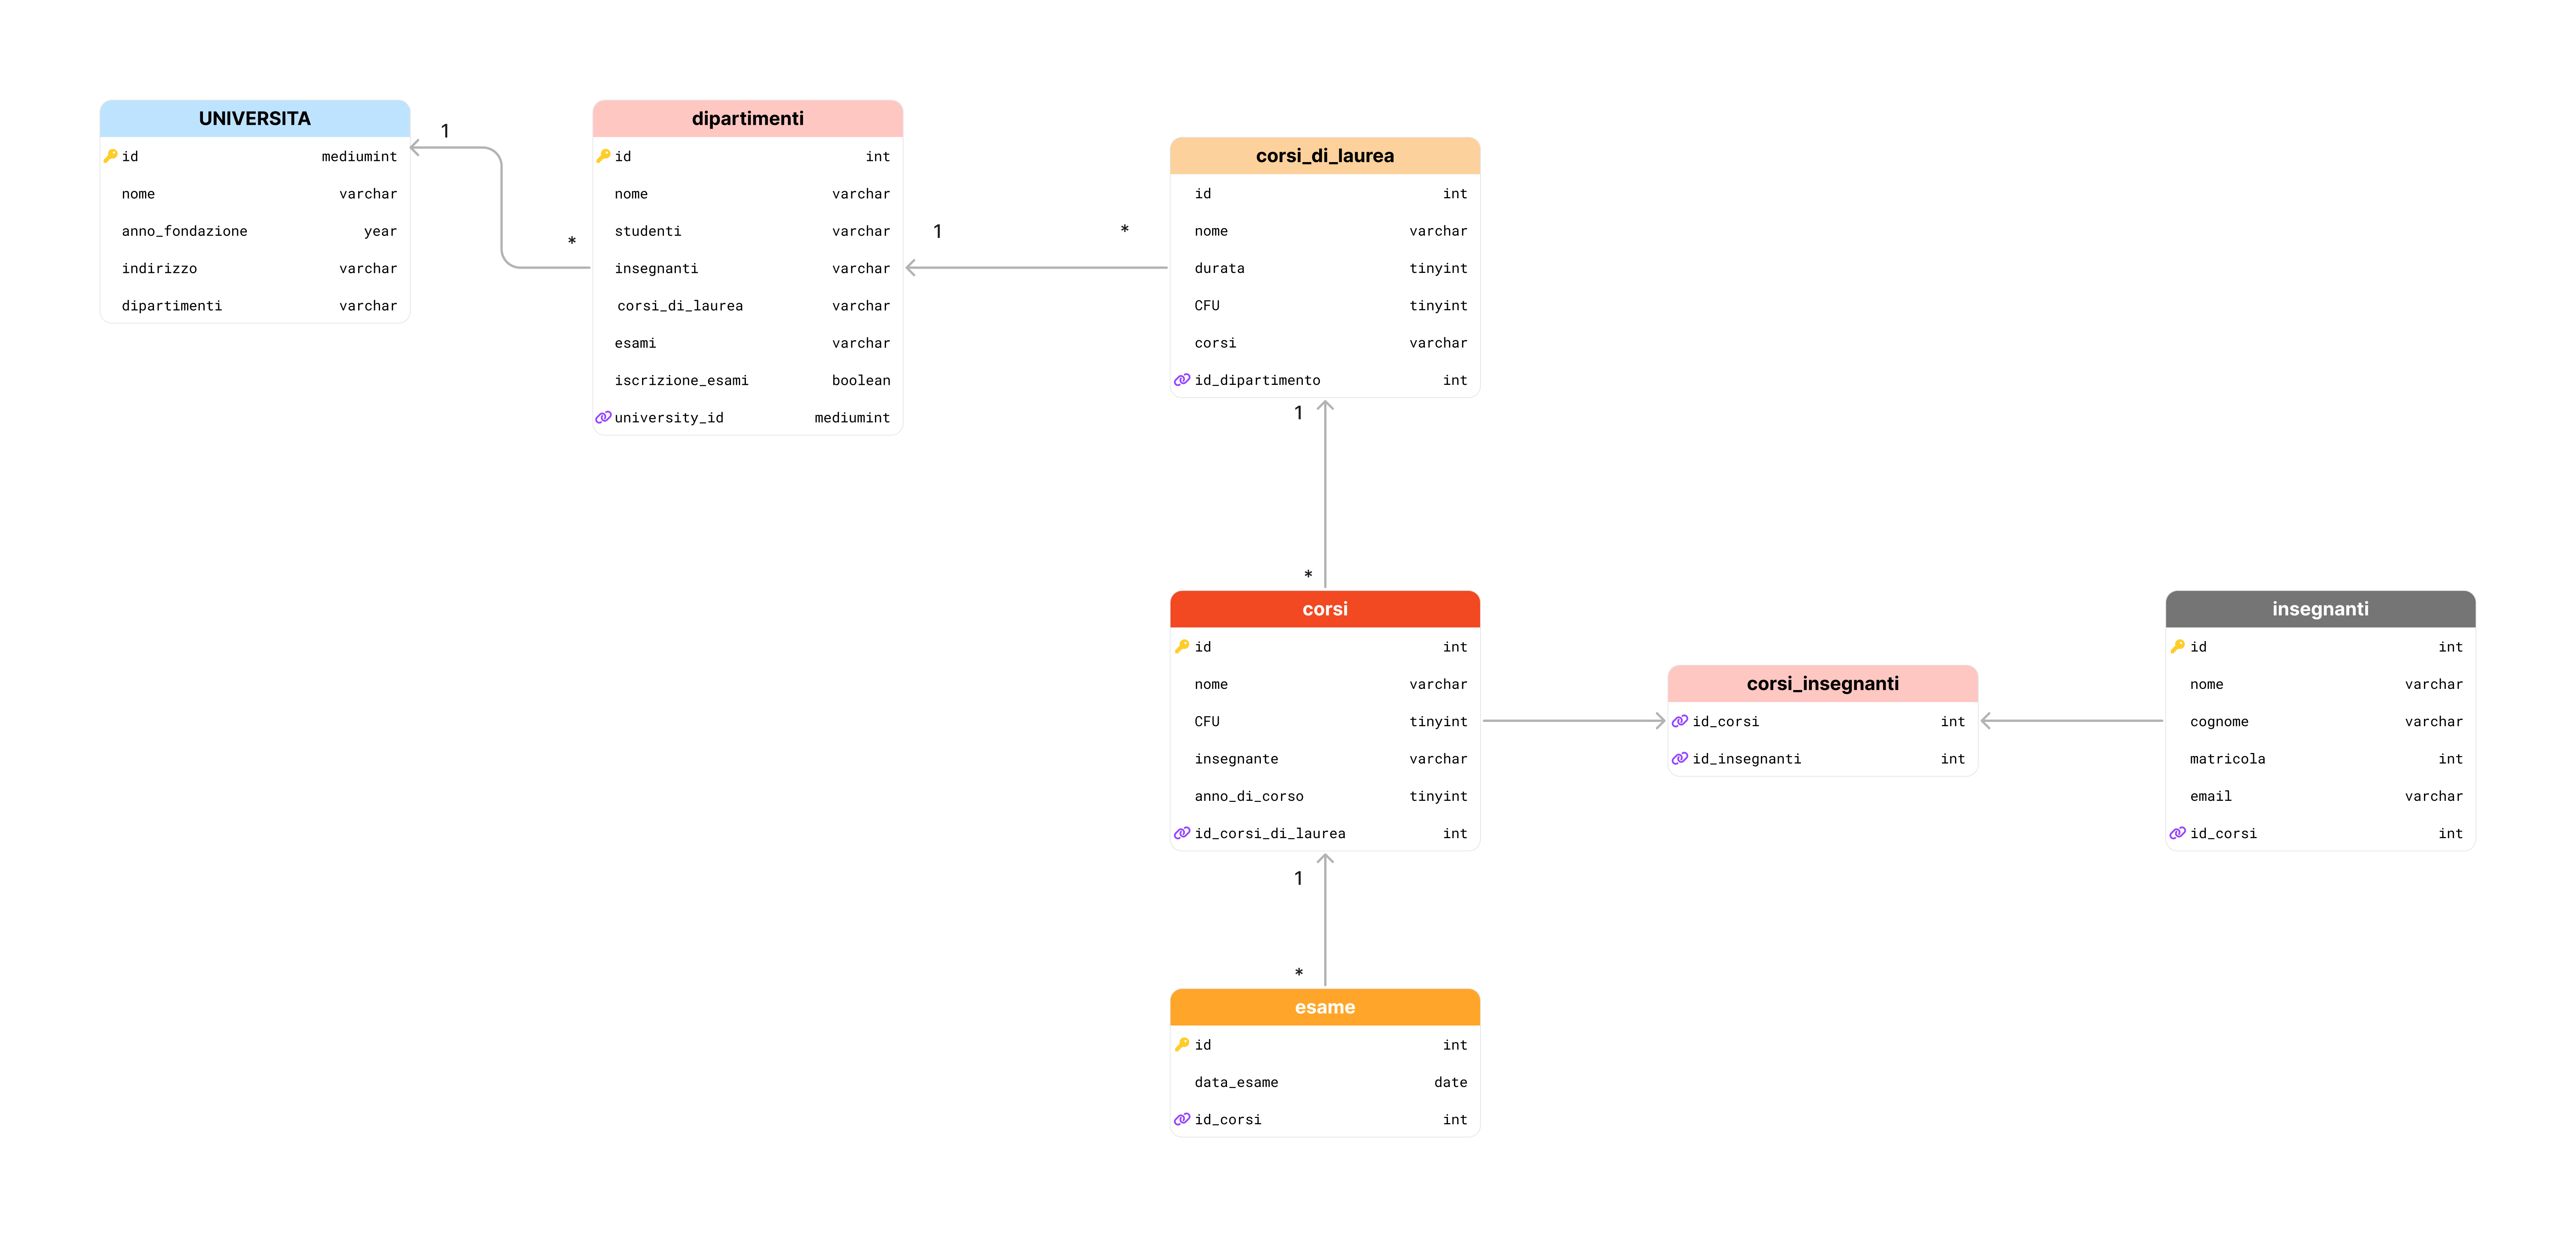 UNIVERSITA
id mediumint
nome varchar
anno_fondazione year
indirizzo varchar
dipartimenti varchar
1
*
dipartimenti
id int
nome varchar
studenti varchar
insegnanti varchar
corsi_di_laurea varchar
esami varchar
iscrizione_esami boolean
university_id mediumint
1
*
corsi_di_laurea
id int
nome varchar
durata tinyint
CFU tinyint
corsi varchar
id_dipartimento int
1
*
corsi
id int
nome varchar
CFU tinyint
insegnante varchar
anno_di_corso tinyint
id_corsi_di_laurea int
corsi_insegnanti
id_corsi int
id_insegnanti int
insegnanti
id int
nome varchar
cognome varchar
matricola int
email varchar
id_corsi int
1
*
esame
id int
data_esame date
id_corsi int